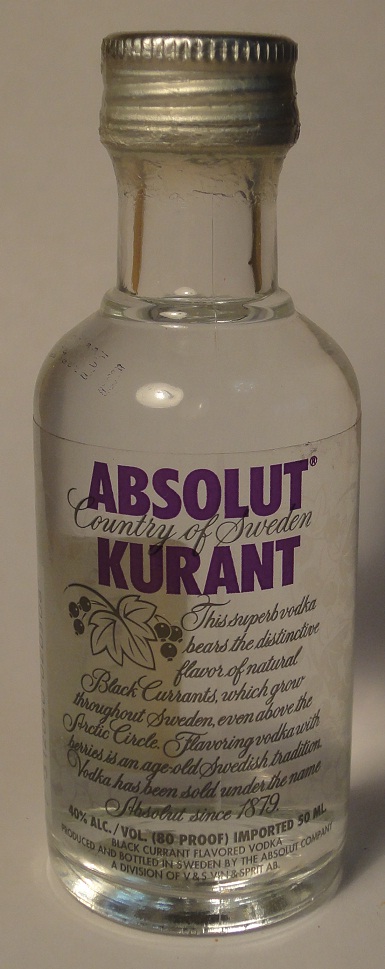 ABSOLUT®
Country of Sweden
KURANT
This superb vodka
bears the distinctive
flavor of natural
Black Currants, which grow
throughout Sweden, even above the
Arctic Circle. Flavoring vodka with
berries is an age-old Swedish tradition.
Vodka has been sold under the name
Absolut since 1879.
40% ALC./VOL. (80 PROOF) IMPORTED 50 ML.
BLACK CURRANT FLAVORED VODKA
PRODUCED AND BOTTLED IN SWEDEN BY THE ABSOLUT COMPANY
A DIVISION OF V & S VIN & SPRIT AB.